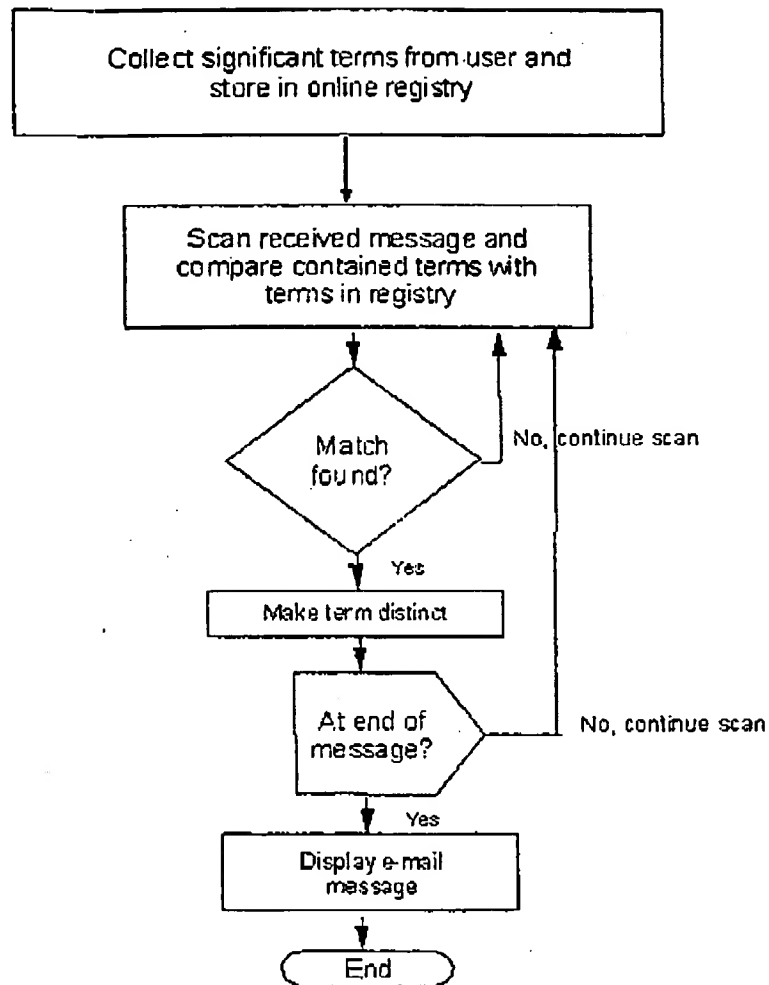 Collect significant terms from user and
store in online registry
Scan received message and
compare contained terms with
terms in registry
Match
found?
No, continue scan
Yes
Make term distinct
At end of
message?
No, continue scan
Yes
Display e-mail
message
End